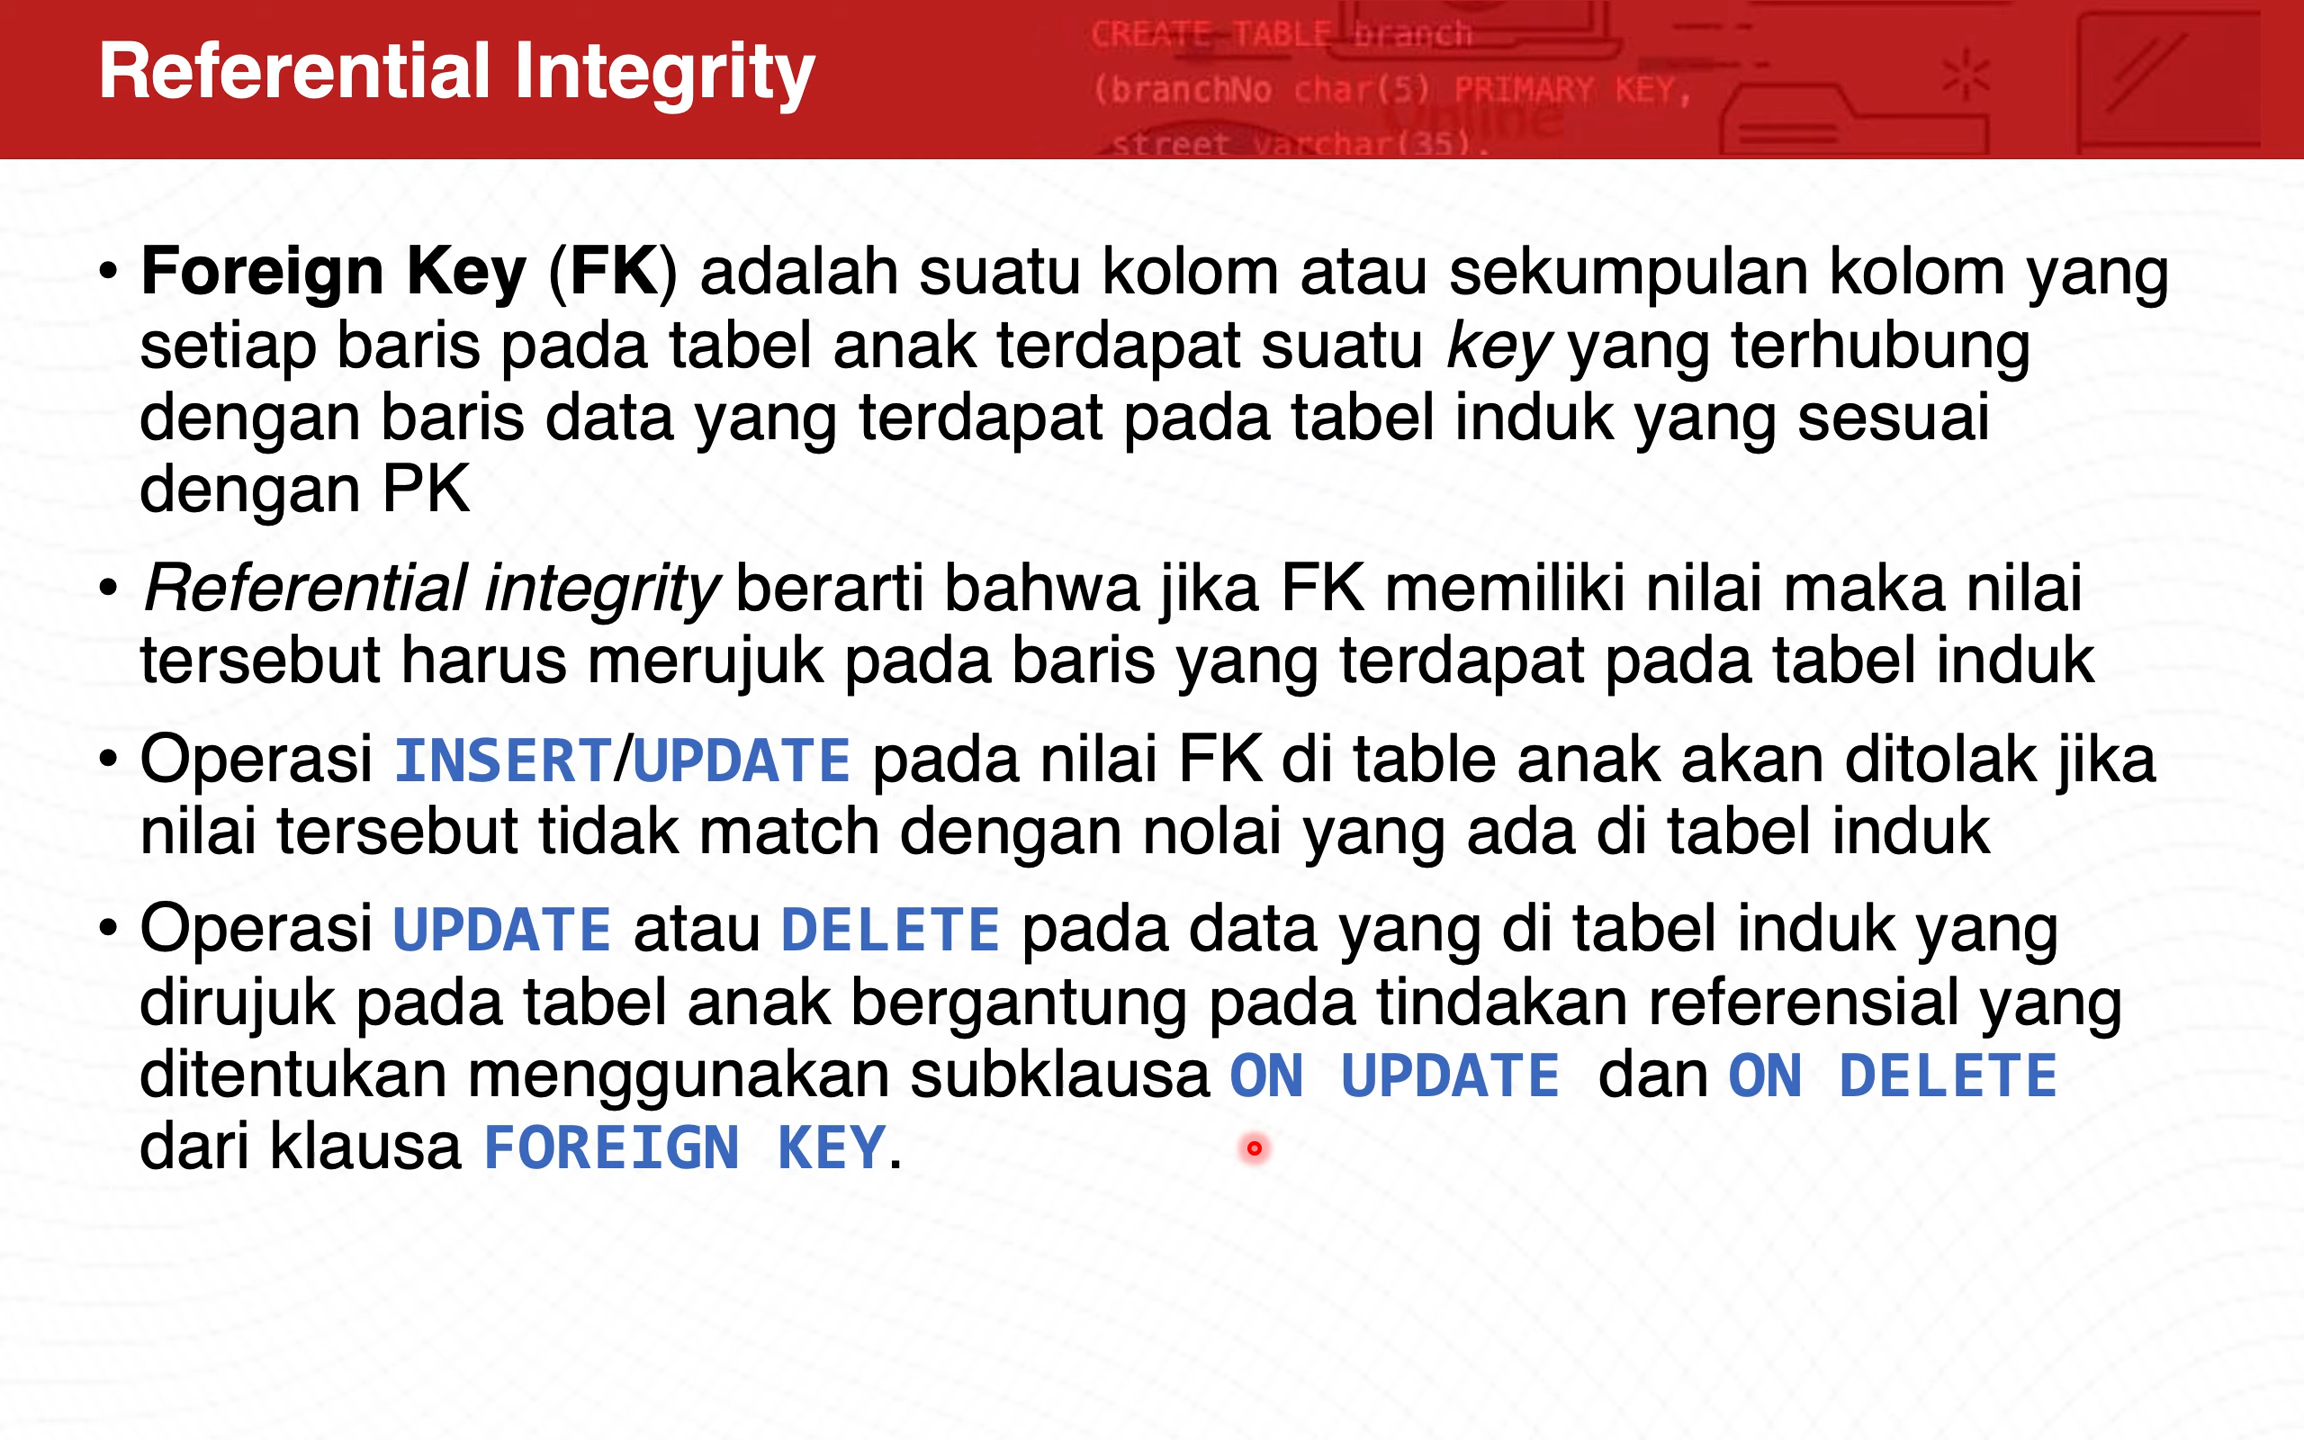 Referential Integrity
CREATE TABLE branch
(branchNo char(5) PRIMARY KEY,
Online
street varchar(35),
• Foreign Key (FK) adalah suatu kolom atau sekumpulan kolom yang
setiap baris pada tabel anak terdapat suatu key yang terhubung
dengan baris data yang terdapat pada tabel induk yang sesuai
dengan PK
• Referential integrity berarti bahwa jika FK memiliki nilai maka nilai
tersebut harus merujuk pada baris yang terdapat pada tabel induk
• Operasi INSERT/UPDATE pada nilai FK di table anak akan ditolak jika
nilai tersebut tidak match dengan nolai yang ada di tabel induk
• Operasi UPDATE atau DELETE pada data yang di tabel induk yang
dirujuk pada tabel anak bergantung pada tindakan referensial yang
ditentukan menggunakan subklausa ON UPDATE dan ON DELETE
dari klausa FOREIGN KEY.